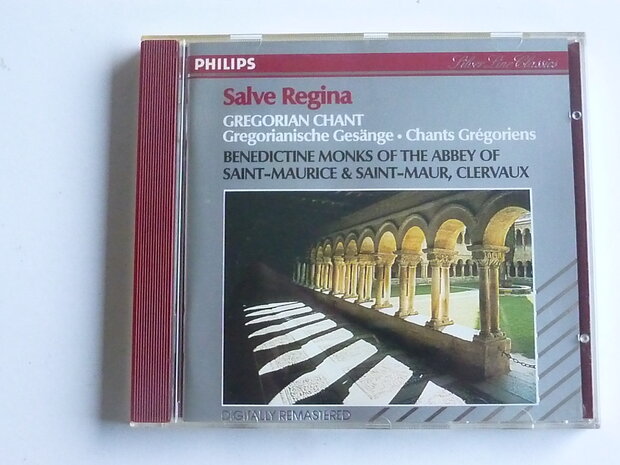 PHILIPS Silver Line Classics
Salve Regina
GREGORIAN CHANT
Gregorianische Gesänge • Chants Grégoriens
BENEDICTINE MONKS OF THE ABBEY OF
SAINT-MAURICE & SAINT-MAUR, CLERVAUX
DIGITALLY REMASTERED